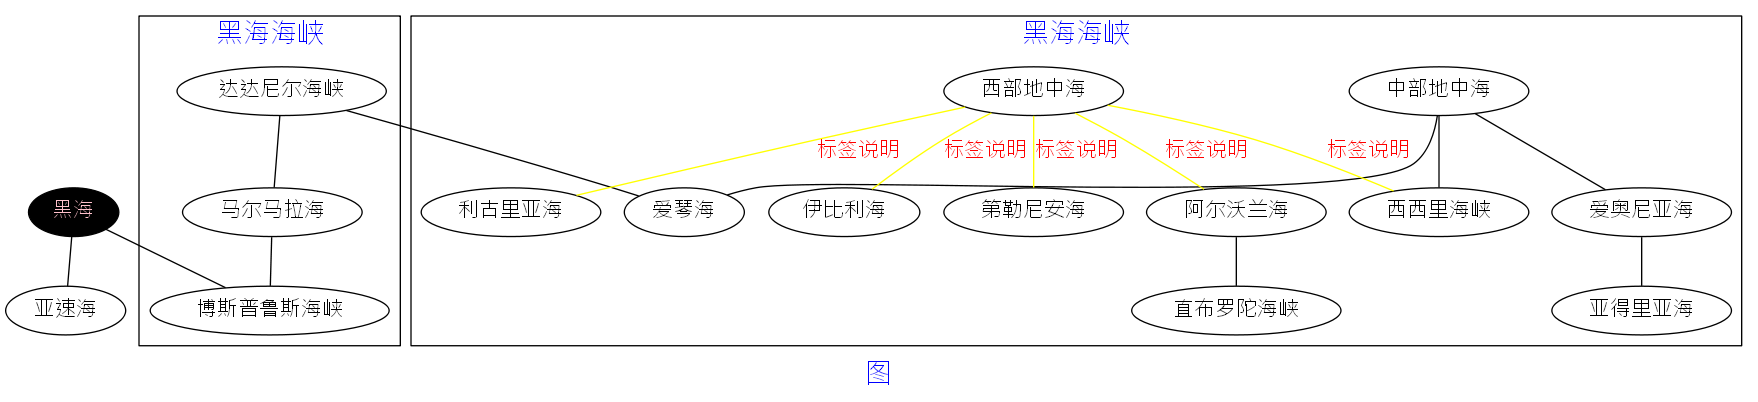 黑海海峡
黑海海峡
达达尼尔海峡
西部地中海
中部地中海
标签说明
标签说明
标签说明
标签说明
标签说明
黑海
马尔马拉海
利古里亚海
爱琴海
伊比利海
第勒尼安海
阿尔沃兰海
西西里海峡
爱奥尼亚海
亚速海
博斯普鲁斯海峡
直布罗陀海峡
亚得里亚海
图